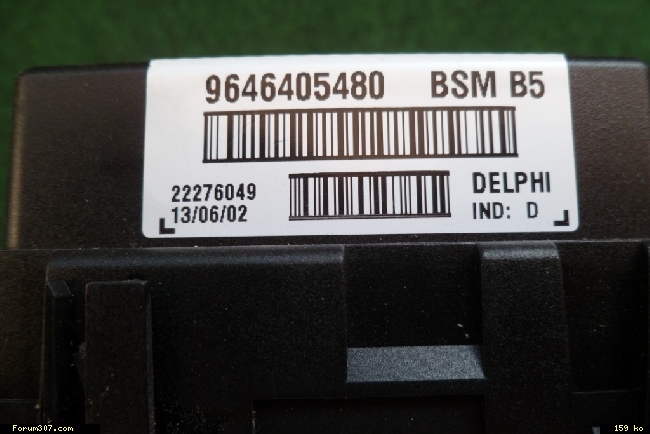 9646405480 BSM B5
22276049
13/06/02
DELPHI
IND: D
Forum307.com
159 ko